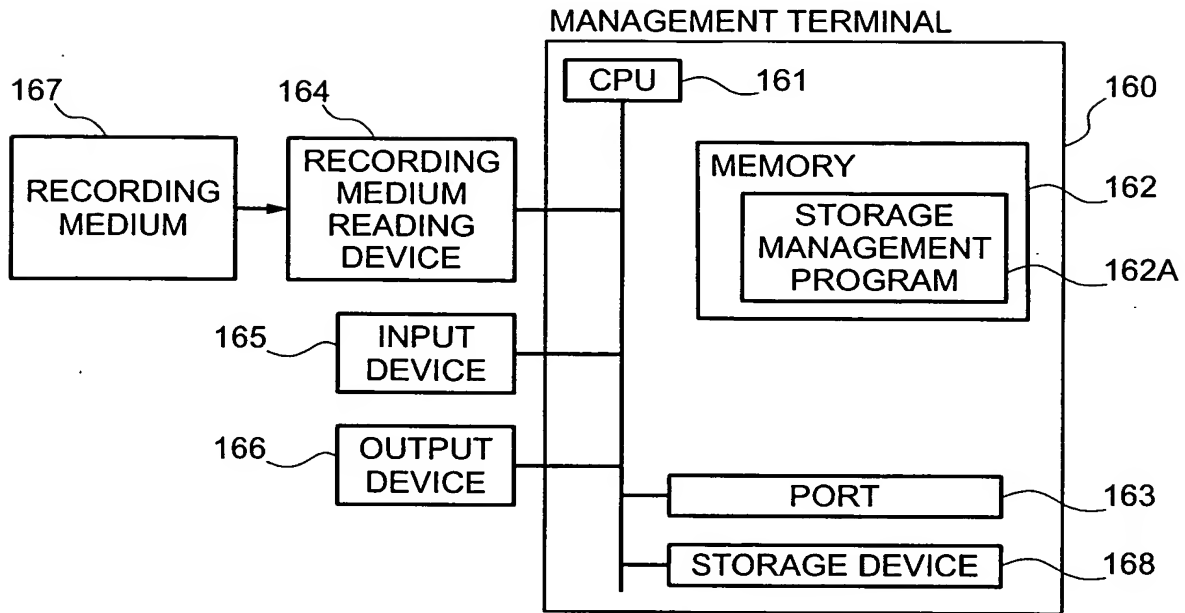 MANAGEMENT TERMINAL
CPU
161
160
167
164
RECORDING
MEDIUM
RECORDING
MEDIUM
READING
DEVICE
MEMORY
162
STORAGE
MANAGEMENT
PROGRAM
162A
165
INPUT
DEVICE
166
OUTPUT
DEVICE
PORT
163
STORAGE DEVICE
168